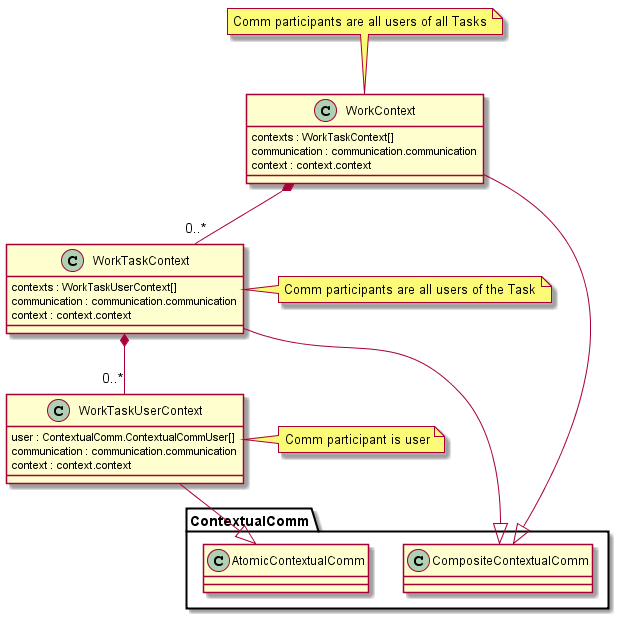 Comm participants are all users of all Tasks
C WorkContext
contexts : WorkTaskContext[]
communication : communication.communication
context : context.context
0..*
C WorkTaskContext
contexts : WorkTaskUserContext[]
communication : communication.communication
context : context.context
Comm participants are all users of the Task
0..*
C WorkTaskUserContext
user : ContextualComm.ContextualCommUser[]
communication : communication.communication
context : context.context
Comm participant is user
ContextualComm
C AtomicContextualComm
C CompositeContextualComm